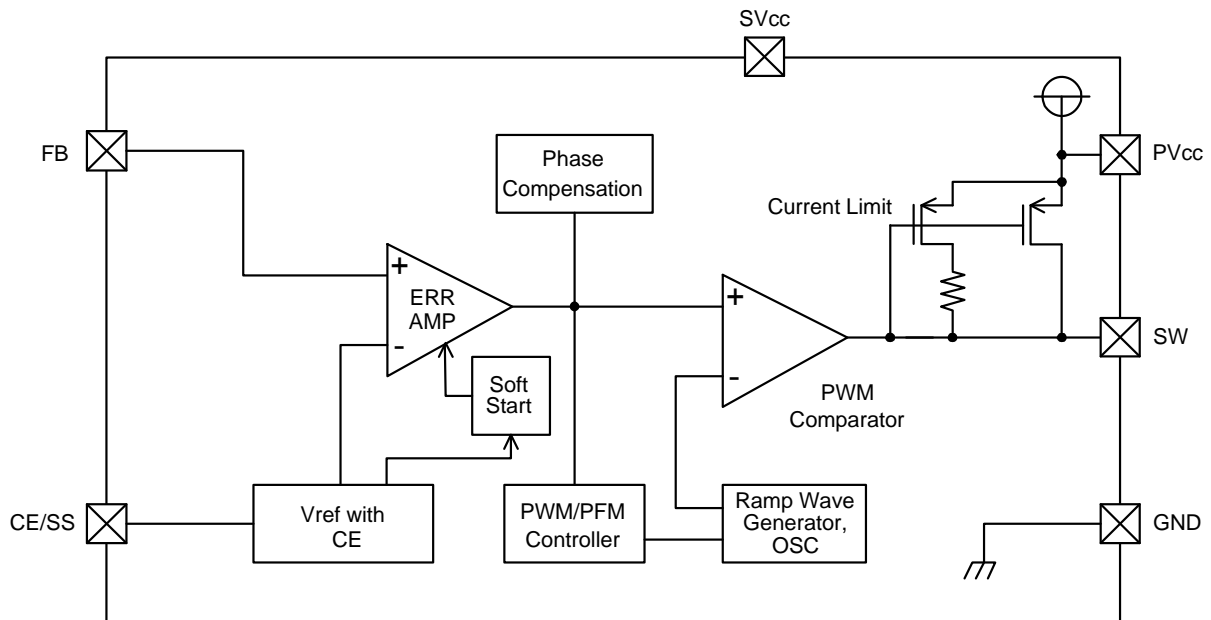 SVcc
FB
Phase
Compensation
PVcc
Current Limit
+
ERR
AMP
-
+
-
SW
Soft
Start
PWM
Comparator
CE/SS
Vref with
CE
PWM/PFM
Controller
Ramp Wave
Generator,
OSC
GND